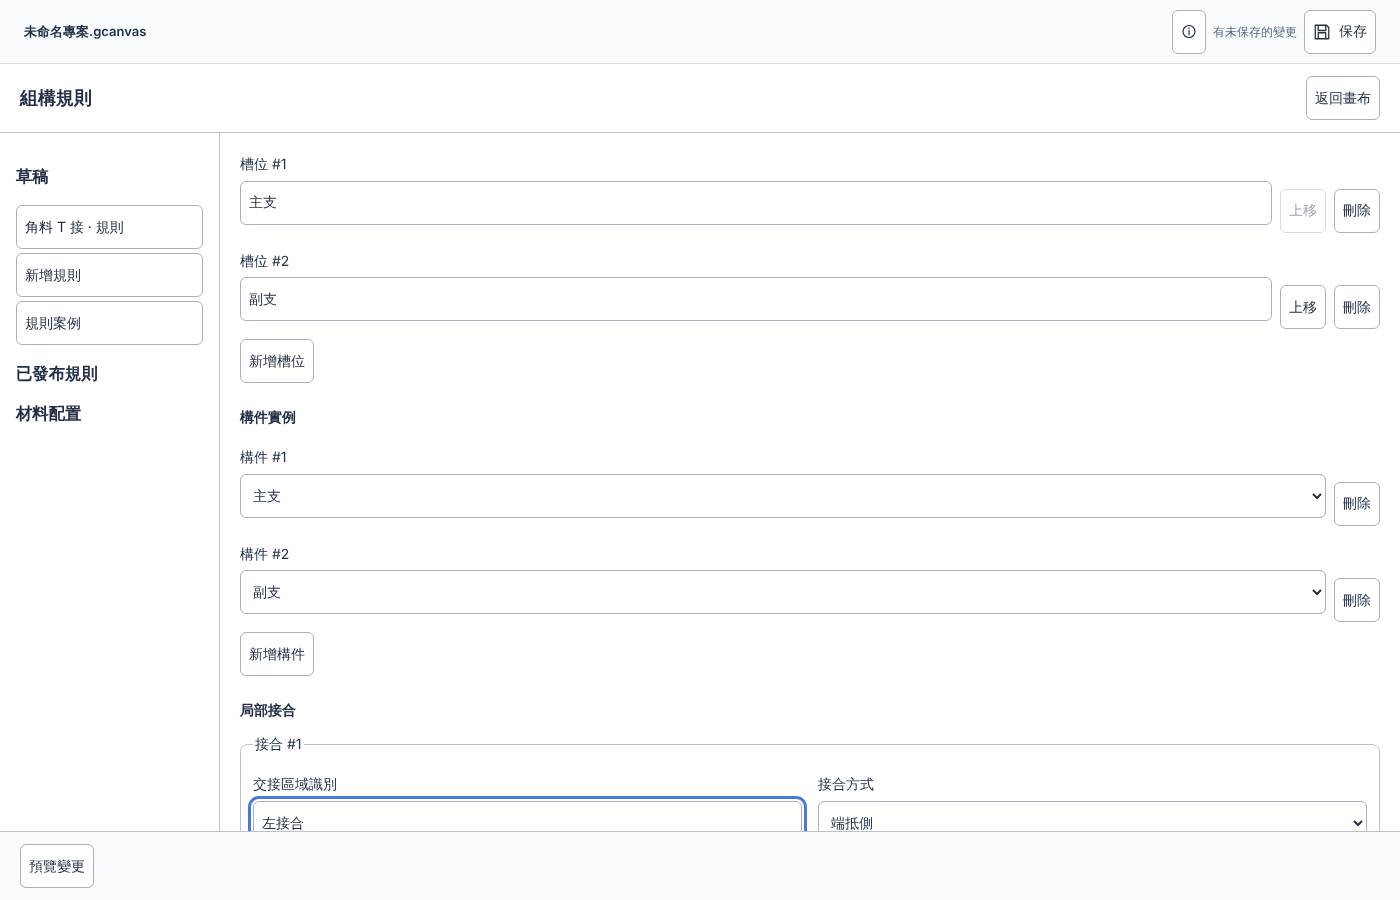 未命名專案.gcanvas
有未保存的變更
保存
組構規則
返回畫布
草稿
角料 T 接 · 規則
新增規則
規則案例
已發布規則
材料配置
槽位 #1
主支
上移
刪除
槽位 #2
副支
上移
刪除
新增槽位
構件實例
構件 #1
主支
刪除
構件 #2
副支
刪除
新增構件
局部接合
接合 #1
交接區域識別
接合方式
左接合
端抵側
預覽變更